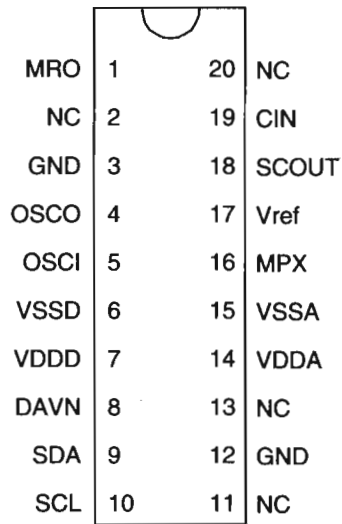 MRO 1 20 NC
NC 2 19 CIN
GND 3 18 SCOUT
OSCO 4 17 Vref
OSCI 5 16 MPX
VSSD 6 15 VSSA
VDDD 7 14 VDDA
DAVN 8 13 NC
SDA 9 12 GND
SCL 10 11 NC